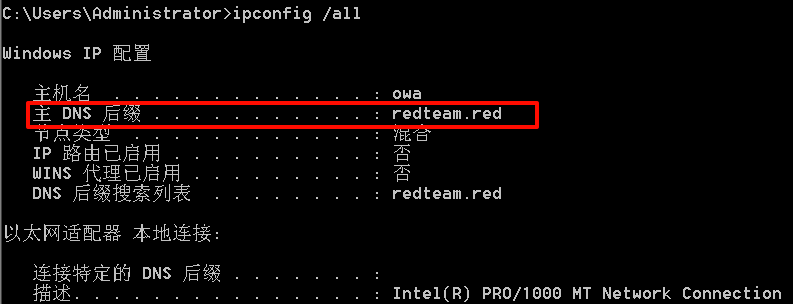 C:\Users\Administrator>ipconfig /all
Windows IP 配置
主机名 . . . . . . . . . . . . . : owa
主 DNS 后缀 . . . . . . . . . . . : redteam.red
节点类型 . . . . . . . . . . . . : 混合
IP 路由已启用 . . . . . . . . . . : 否
WINS 代理已启用 . . . . . . . . . : 否
DNS 后缀搜索列表 . . . . . . . . : redteam.red
以太网适配器 本地连接:
连接特定的 DNS 后缀 . . . . . . . :
描述. . . . . . . . . . . . . . . : Intel(R) PRO/1000 MT Network Connection